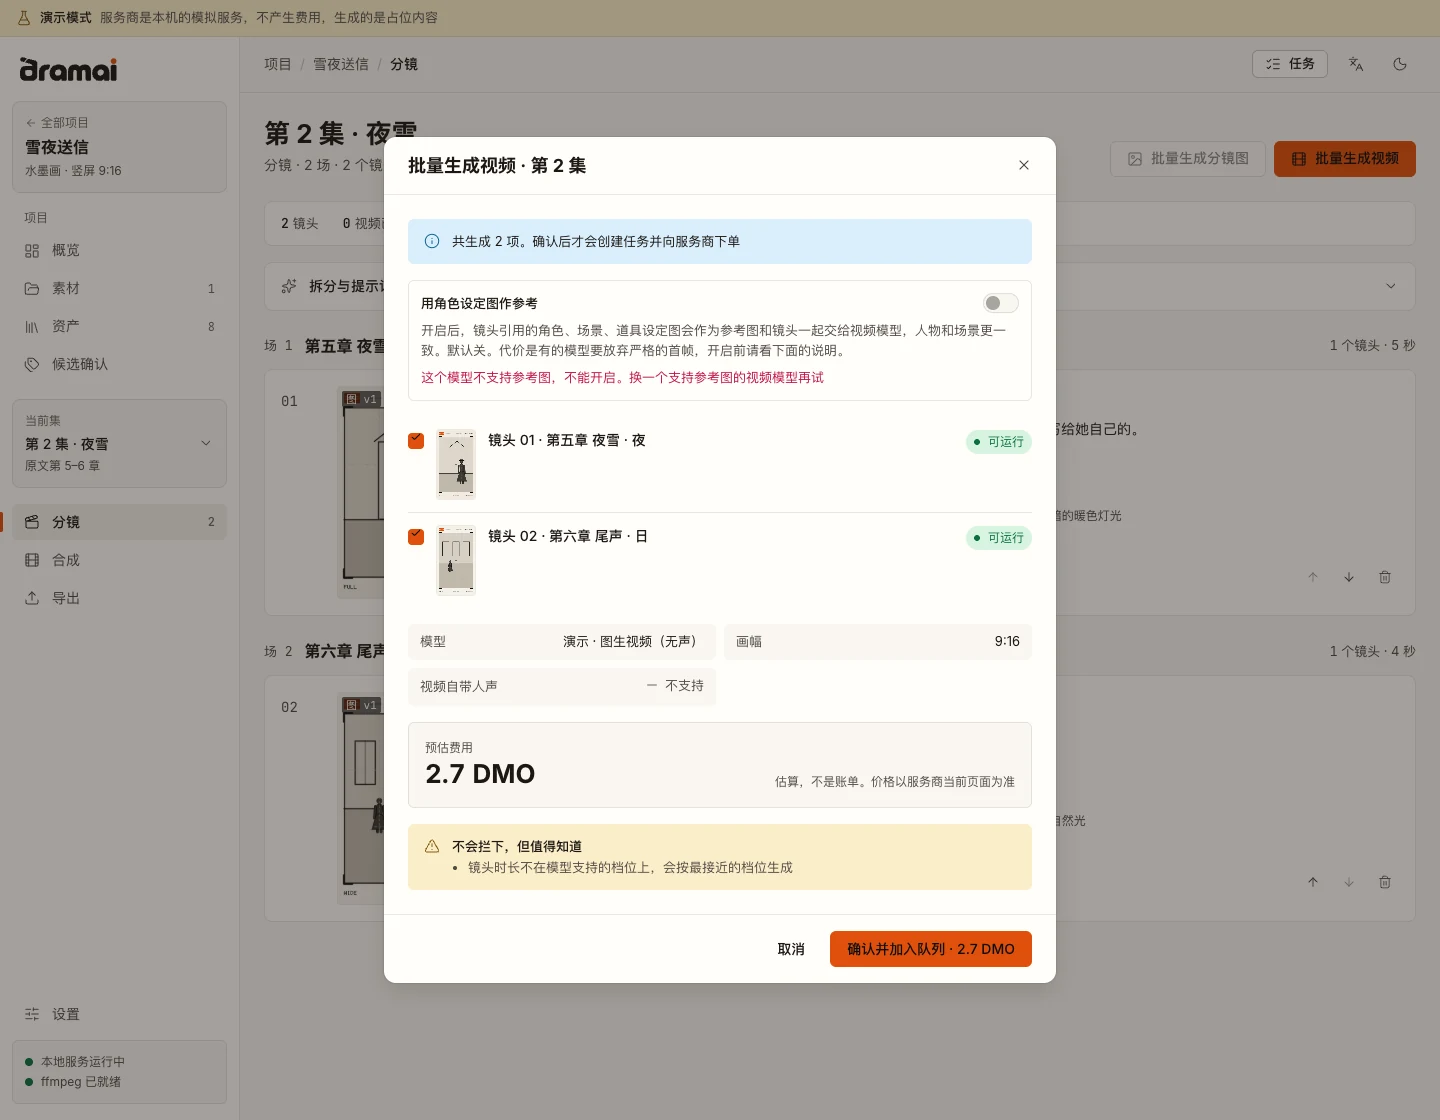 演示模式 服务商是本机的模拟服务，不产生费用，生成的是占位内容
aramai
全部项目
雪夜送信
水墨画 · 竖屏 9:16
项目
概览
素材 1
资产 8
候选确认
当前集
第 2 集 · 夜雪
原文第 5–6 章
分镜 2
合成
导出
设置
本地服务运行中
ffmpeg 已就绪
项目 / 雪夜送信 / 分镜
任务
第 2 集 · 夜雪
分镜 · 2 场 · 2 个镜
批量生成分镜图
批量生成视频
2 镜头 0 视频
拆分与提示
场 1 第五章 夜雪
1 个镜头 · 5 秒
01
图 v1
FULL
给她自己的。
的暖色灯光
场 2 第六章 尾声
1 个镜头 · 4 秒
02
图 v1
WIDE
自然光
批量生成视频 · 第 2 集
共生成 2 项。确认后才会创建任务并向服务商下单
用角色设定图作参考
开启后，镜头引用的角色、场景、道具设定图会作为参考图和镜头一起交给视频模型，人物和场景更一
致。默认关。代价是有的模型要放弃严格的首帧，开启前请看下面的说明。
这个模型不支持参考图，不能开启。换一个支持参考图的视频模型再试
镜头 01 · 第五章 夜雪 · 夜
可运行
镜头 02 · 第六章 尾声 · 日
可运行
模型 演示 · 图生视频（无声）
画幅 9:16
视频自带人声 — 不支持
预估费用
2.7 DMO
估算，不是账单。价格以服务商当前页面为准
不会拦下，但值得知道
• 镜头时长不在模型支持的档位上，会按最接近的档位生成
取消
确认并加入队列 · 2.7 DMO